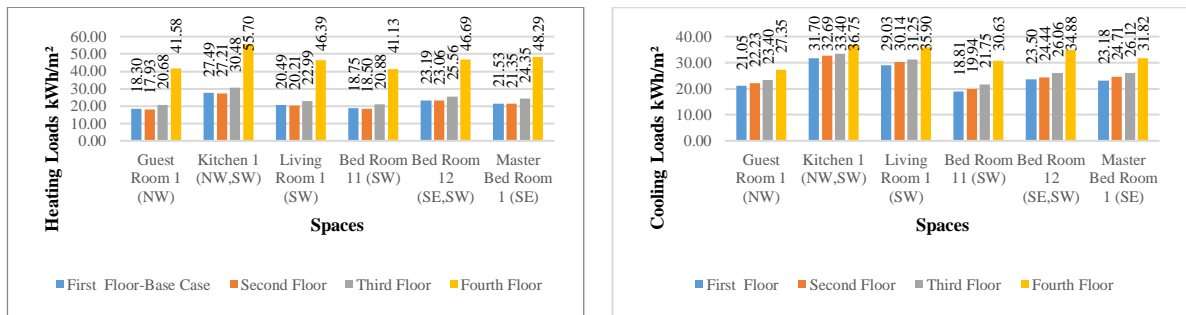 Heating Loads kWh/m²
60.00
50.00
40.00
30.00
20.00
10.00
0.00
18.30 17.93 20.68 41.58
27.49 27.21 30.48 55.70
20.49 20.21 22.99 46.39
18.75 18.50 20.88 41.13
23.19 23.06 25.56 46.69
21.53 21.35 24.35 48.29
Guest Room 1 (NW)
Kitchen 1 (NW,SW)
Living Room 1 (SW)
Bed Room 11 (SW)
Bed Room 12 (SE,SW)
Master Bed Room 1 (SE)
Spaces
First Floor-Base Case Second Floor Third Floor Fourth Floor
Cooling Loads kWh/m²
40.00
30.00
20.00
10.00
0.00
21.05 22.23 23.40 27.35
31.70 32.69 33.40 36.75
29.03 30.14 31.25 35.90
18.81 19.94 21.75 30.63
23.50 24.44 26.06 34.88
23.18 24.71 26.12 31.82
Guest Room 1 (NW)
Kitchen 1 (NW,SW)
Living Room 1 (SW)
Bed Room 11 (SW)
Bed Room 12 (SE,SW)
Master Bed Room 1 (SE)
Spaces
First Floor Second Floor Third Floor Fourth Floor